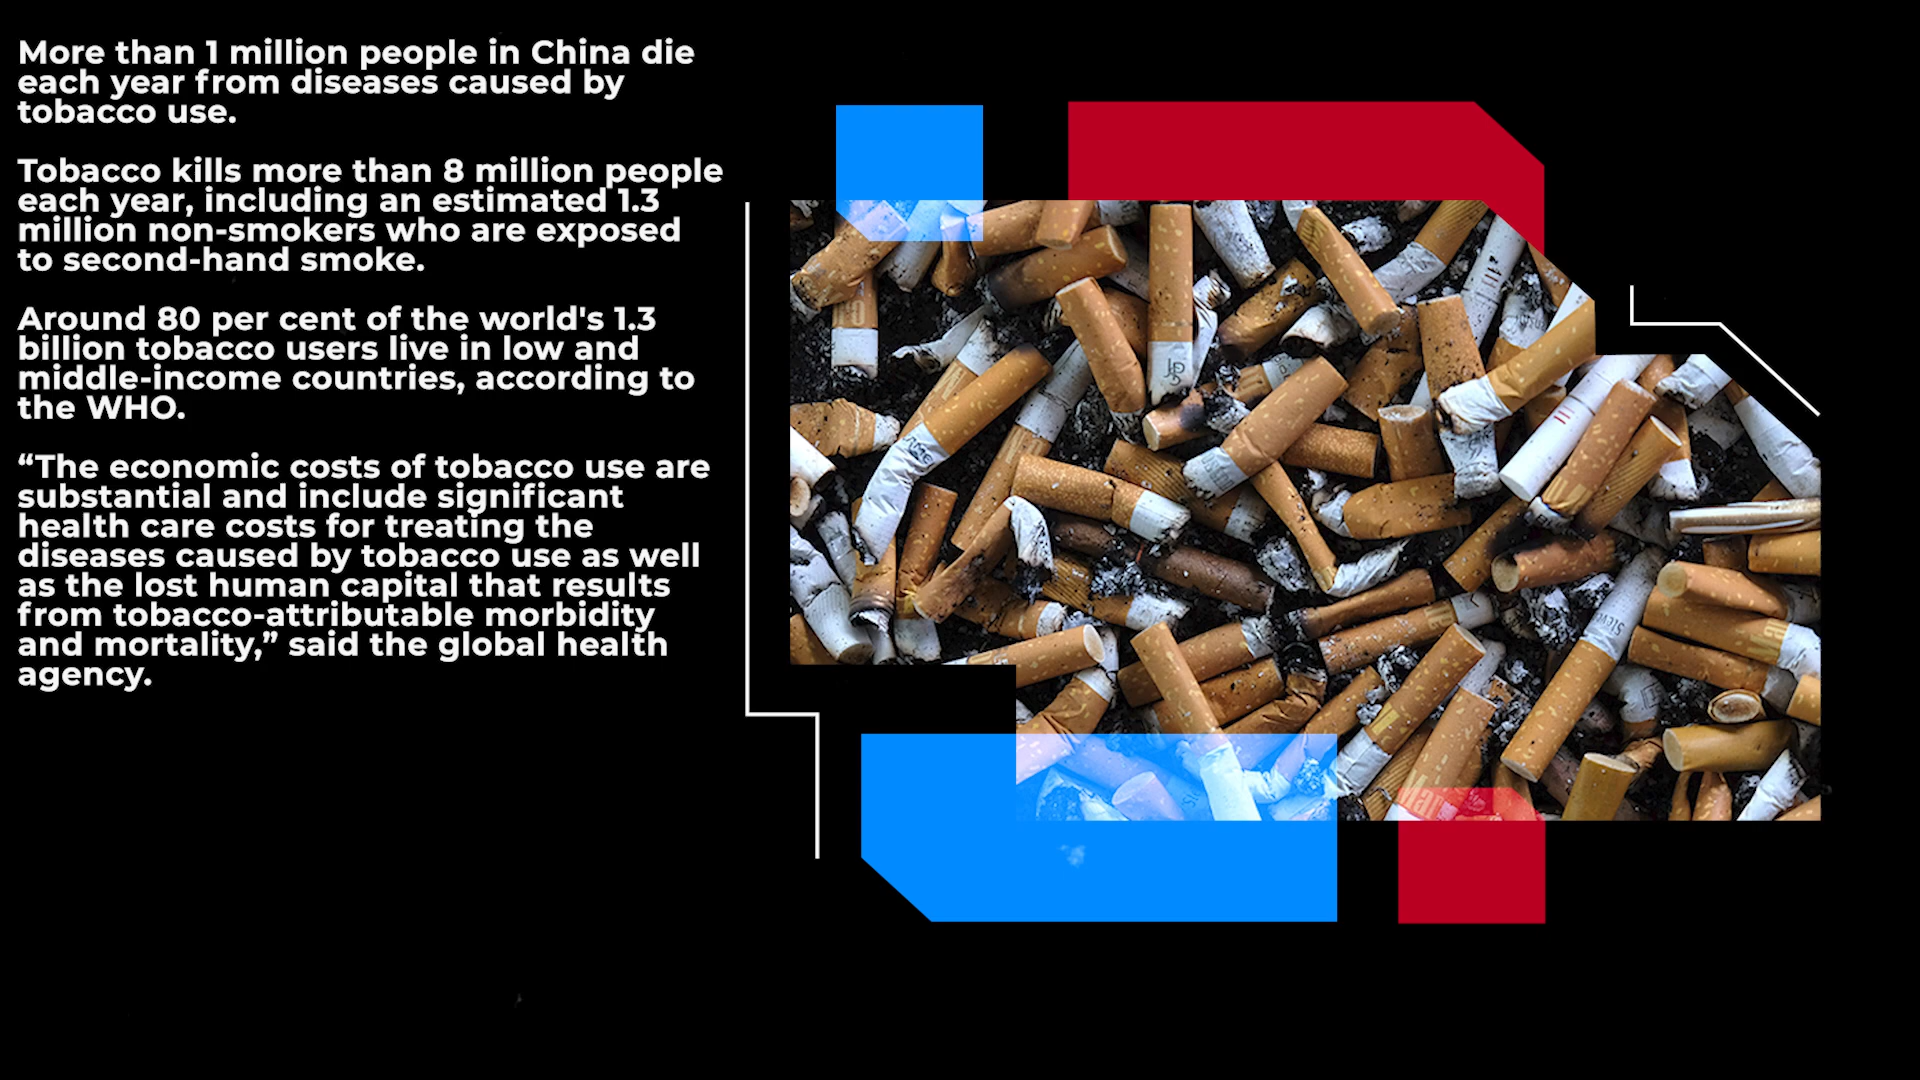 More than 1 million people in China die
each year from diseases caused by
tobacco use.
Tobacco kills more than 8 million people
each year, including an estimated 1.3
million non-smokers who are exposed
to second-hand smoke.
Around 80 per cent of the world's 1.3
billion tobacco users live in low and
middle-income countries, according to
the WHO.
“The economic costs of tobacco use are
substantial and include significant
health care costs for treating the
diseases caused by tobacco use as well
as the lost human capital that results
from tobacco-attributable morbidity
and mortality,” said the global health
agency.